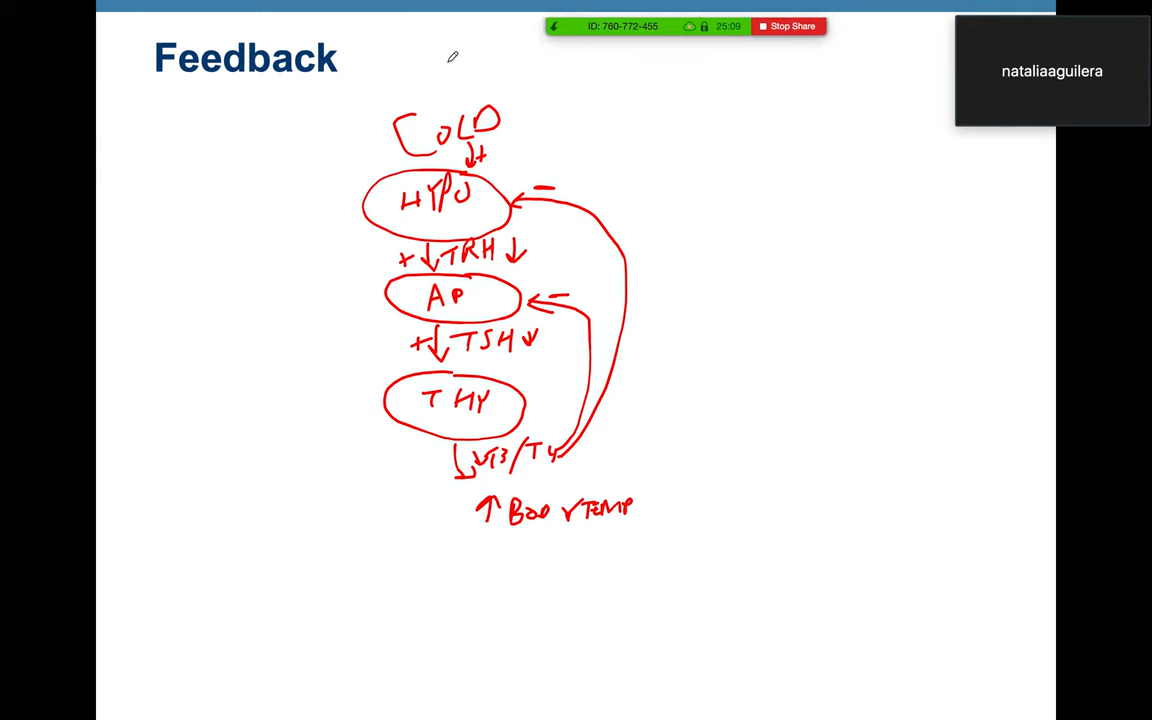 ID: 760-772-455 25:09 Stop Share
Feedback
nataliaaguilera
COLD
↓+
HYPO
−
+ ↓ TRH ↓
AP
−
+ ↓ TSH ↓
THY
↓ ↓T3/T4
↑ BODY TEMP